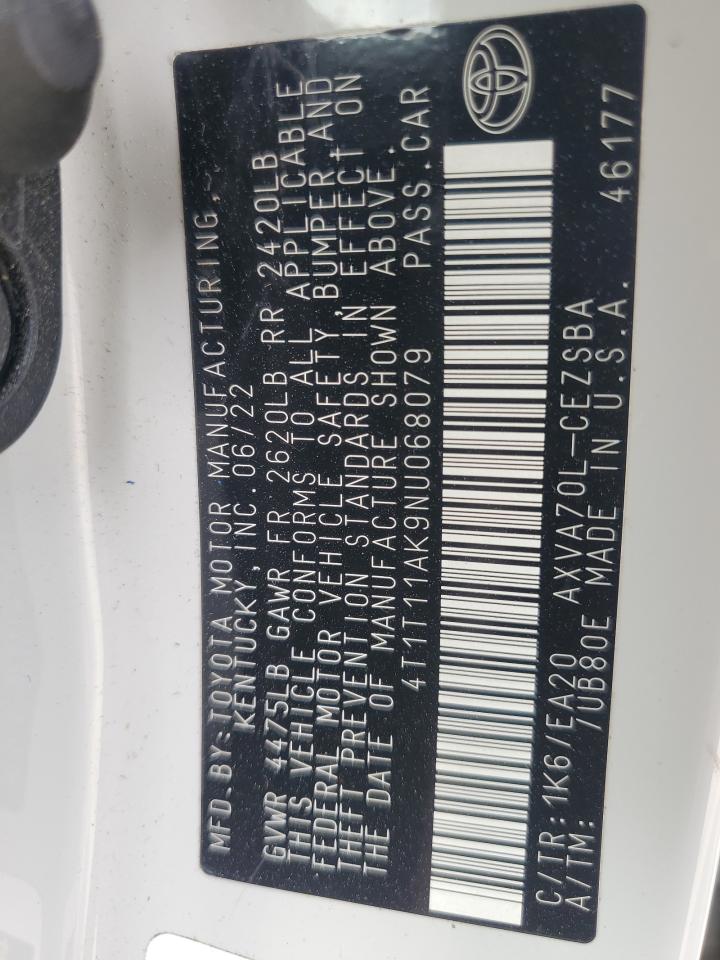 MFD.BY:TOYOTA MOTOR MANUFACTURING,
KENTUCKY,INC.06/22
GVWR 4475LB GAWR FR 2620LB RR 2420LB
THIS VEHICLE CONFORMS TO ALL APPLICABLE
FEDERAL MOTOR VEHICLE SAFETY,BUMPER,AND
THEFT PREVENTION STANDARDS IN EFFECT ON
THE DATE OF MANUFACTURE SHOWN ABOVE.
4T1T11AK9NU068079 PASS.CAR
C/TR:1K6/EA20 AXVA70L-CEZSBA
A/TM: /UB80E MADE IN U.S.A. 46177